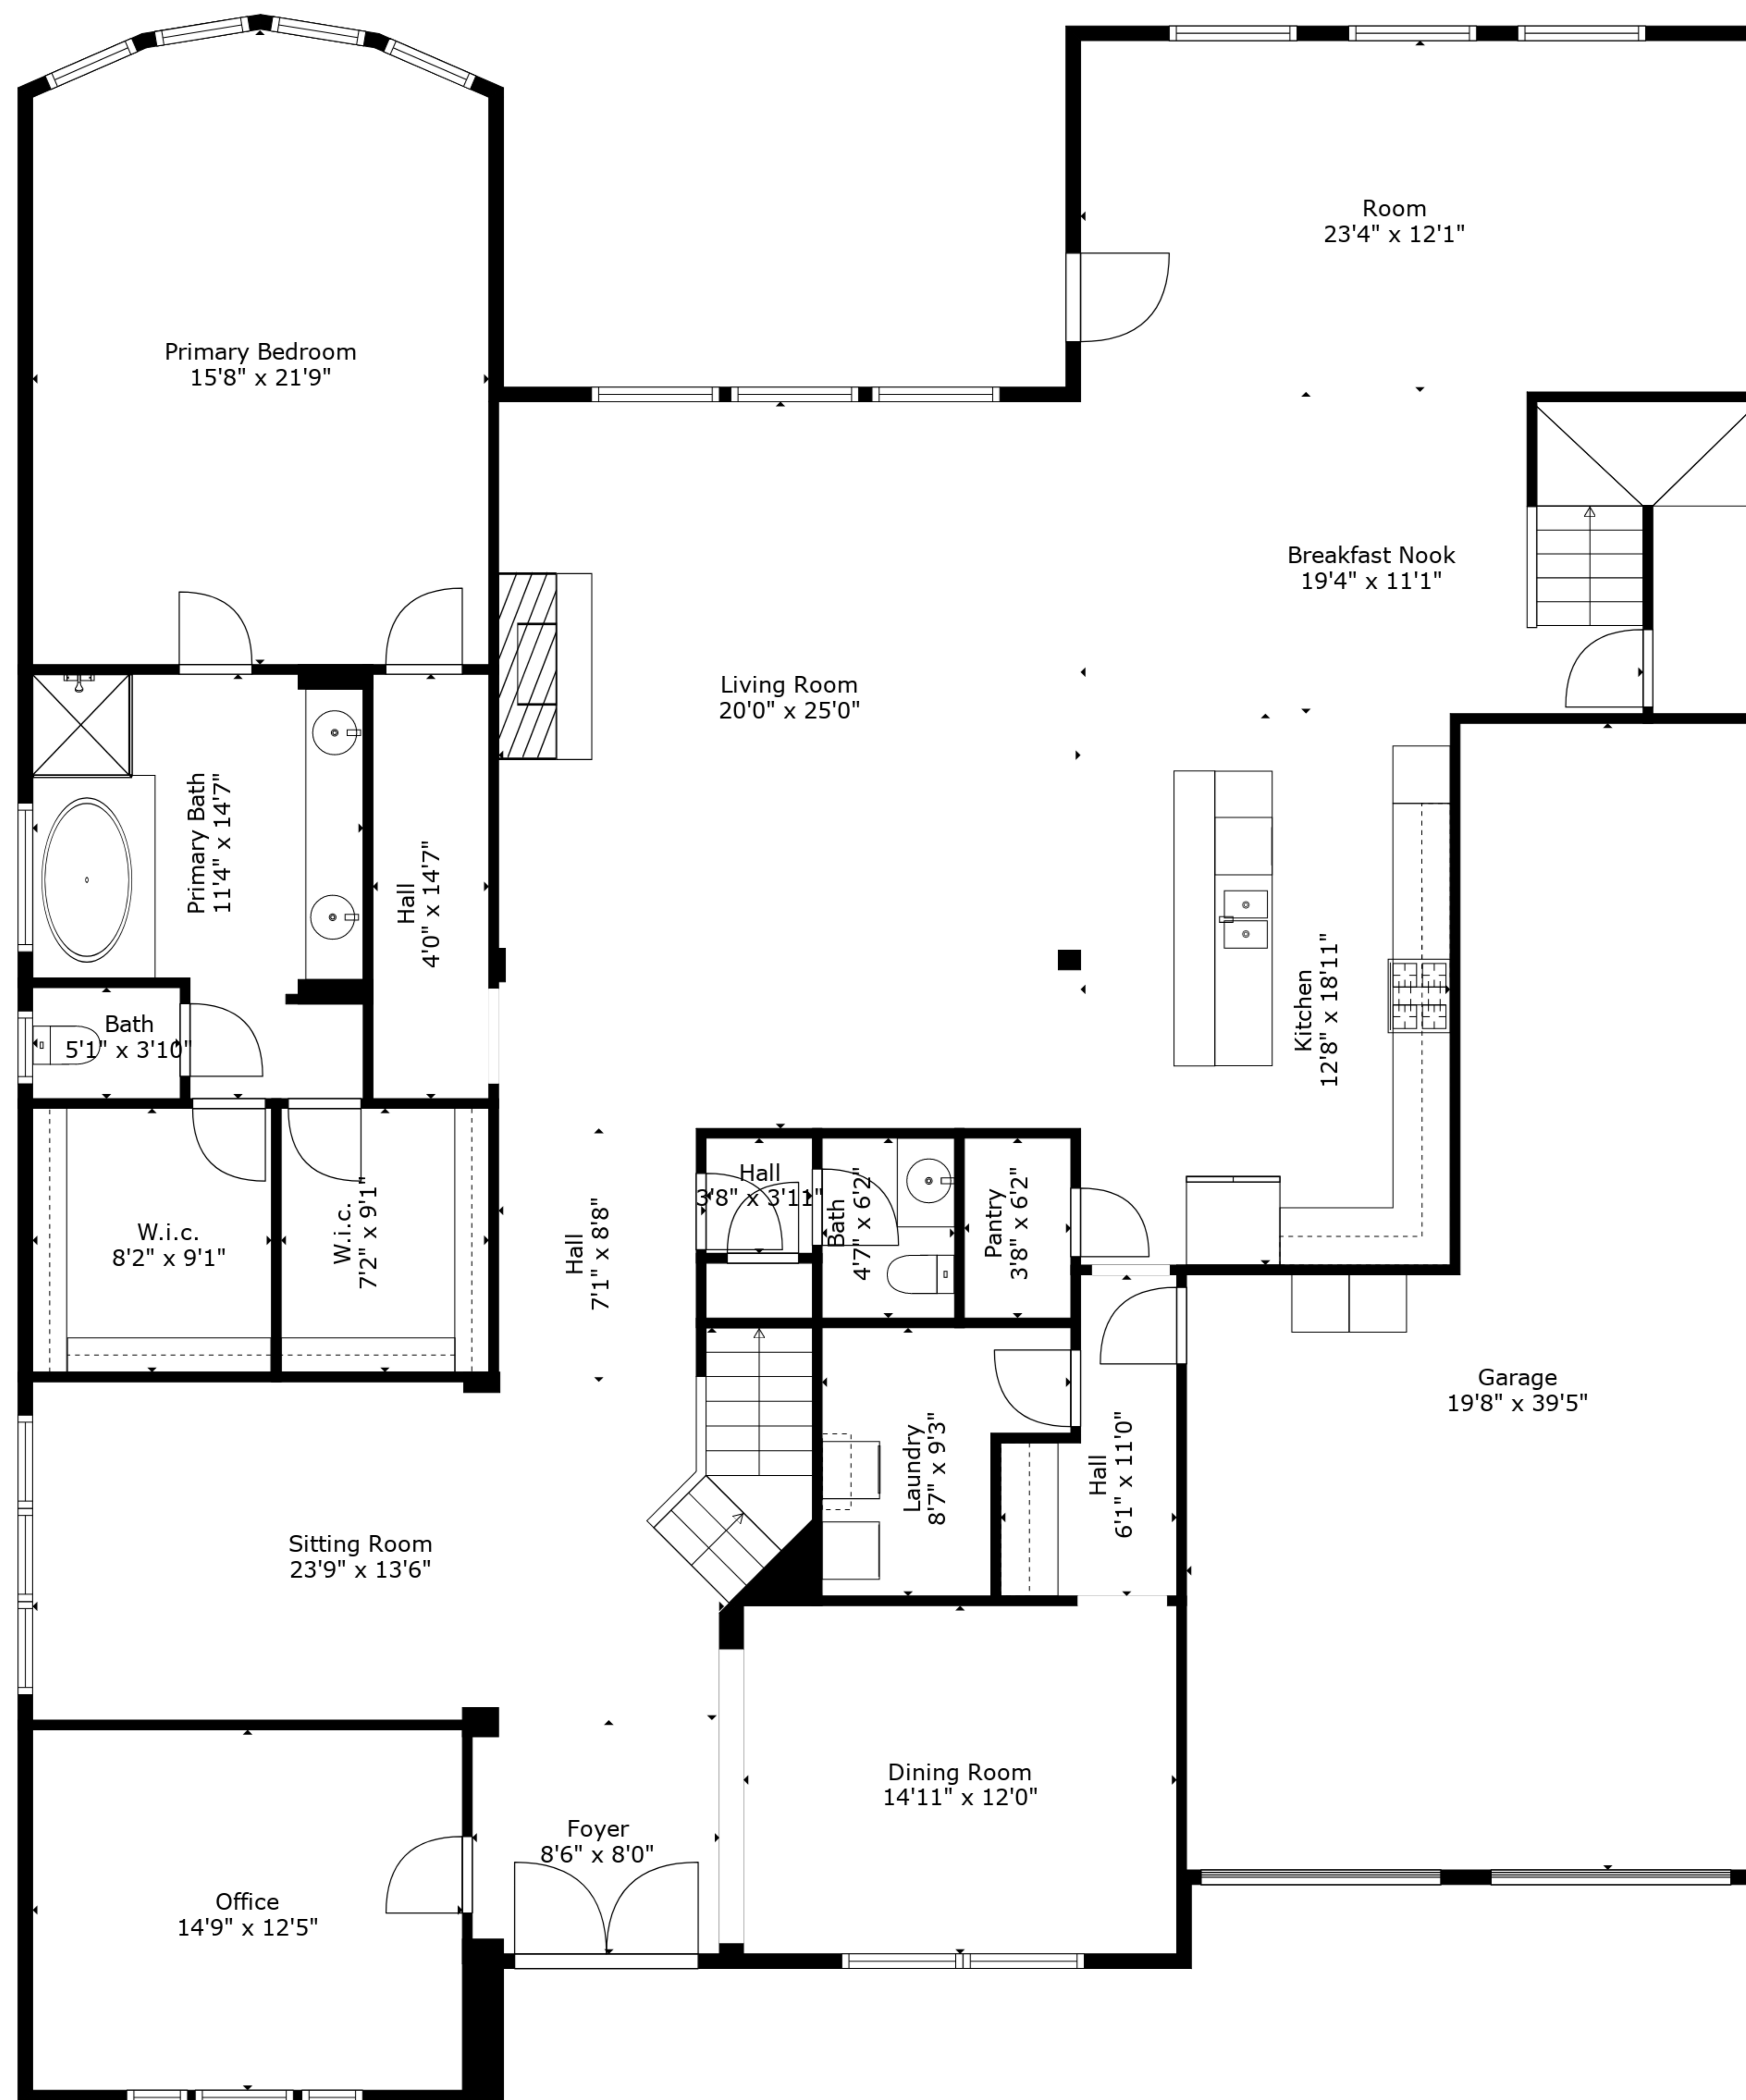 Room
23'4" x 12'1"
Primary Bedroom
15'8" x 21'9"
Breakfast Nook
19'4" x 11'1"
Living Room
20'0" x 25'0"
Primary Bath
11'4" x 14'7"
Hall
4'0" x 14'7"
Kitchen
12'8" x 18'11"
Bath
5'1" x 3'10"
W.i.c.
8'2" x 9'1"
W.i.c.
7'2" x 9'1"
Hall
7'1" x 8'8"
Hall
3'8" x 3'11"
Bath
4'7" x 6'2"
Pantry
3'8" x 6'2"
Garage
19'8" x 39'5"
Laundry
8'7" x 9'3"
Hall
6'1" x 11'0"
Sitting Room
23'9" x 13'6"
Dining Room
14'11" x 12'0"
Foyer
8'6" x 8'0"
Office
14'9" x 12'5"